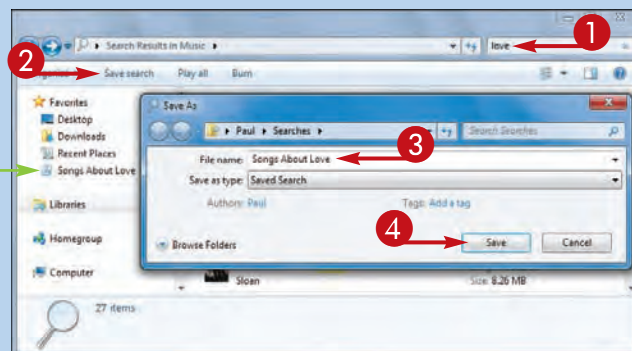 Search Results in Music
love
1
2
Organize
Save search
Play all
Burn
Favorites
Desktop
Downloads
Recent Places
Songs About Love
Libraries
Homegroup
Computer
Save As
Paul
Searches
Search Searches
File name: Songs About Love
3
Save as type: Saved Search
Authors: Paul
Tags: Add a tag
4
Browse Folders
Save
Cancel
Sloan
Size: 8.26 MB
27 items